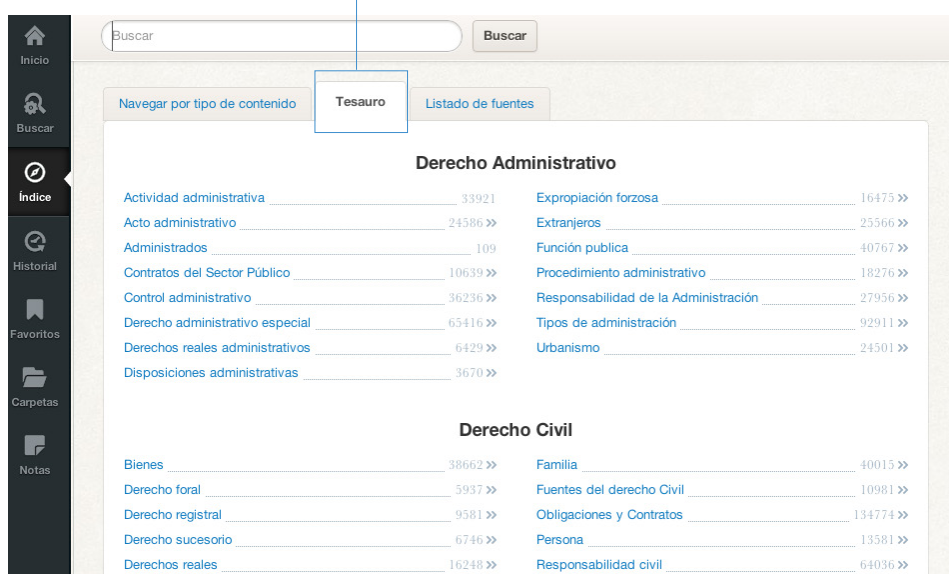 Buscar
Buscar
Inicio
Buscar
Índice
Historial
Favoritos
Carpetas
Notas
Navegar por tipo de contenido
Tesauro
Listado de fuentes
Derecho Administrativo
Actividad administrativa 33921
Acto administrativo 24586 »
Administrados 109
Contratos del Sector Público 10639 »
Control administrativo 36236 »
Derecho administrativo especial 65416 »
Derechos reales administrativos 6429 »
Disposiciones administrativas 3670 »
Expropiación forzosa 16475 »
Extranjeros 25566 »
Función publica 40767 »
Procedimiento administrativo 18276 »
Responsabilidad de la Administración 27956 »
Tipos de administración 92911 »
Urbanismo 24501 »
Derecho Civil
Bienes 38662 »
Derecho foral 5937 »
Derecho registral 9581 »
Derecho sucesorio 6746 »
Derechos reales 16248 »
Familia 40015 »
Fuentes del derecho Civil 10981 »
Obligaciones y Contratos 134774 »
Persona 13581 »
Responsabilidad civil 64036 »